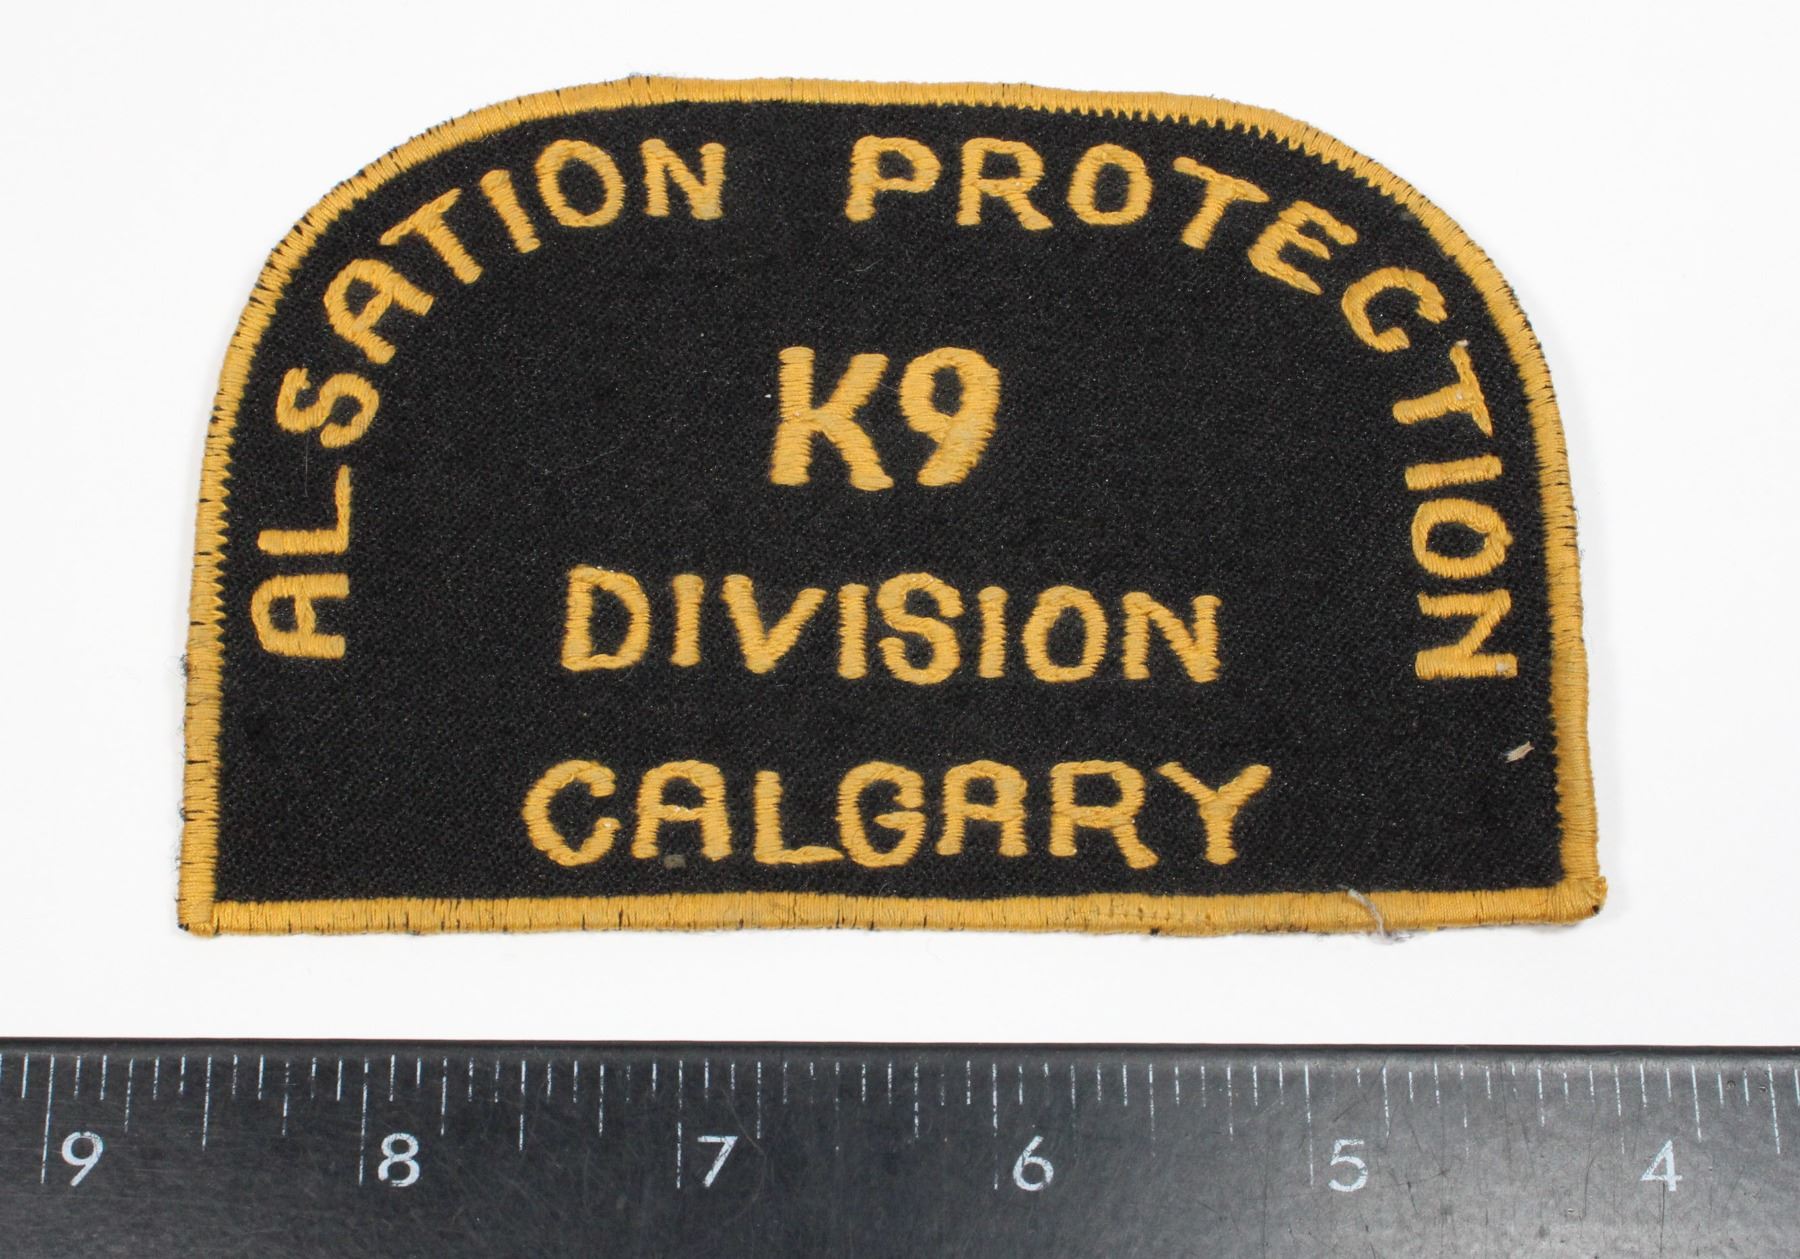 ALSATION PROTECTION
K9
DIVISION
CALGARY
9 8 7 6 5 4